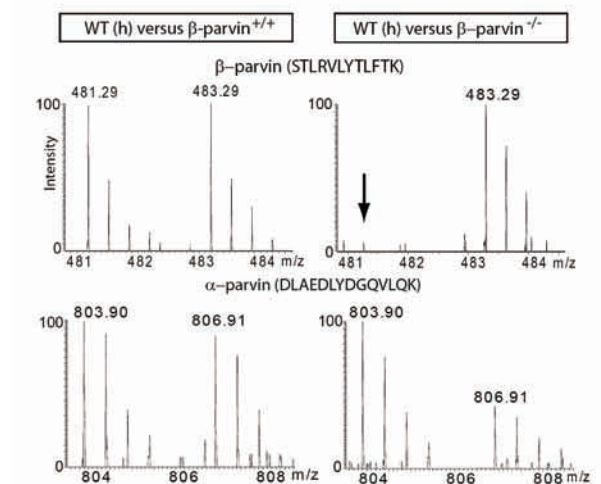 WT (h) versus β-parvin+/+
WT (h) versus β–parvin -/-
β–parvin (STLRVLYTLFTK)
481.29
483.29
483.29
100
100
Intensity
0
0
481 482 483 484 m/z
481 482 483 484 m/z
α–parvin (DLAEDLYDGQVLQK)
803.90
806.91
803.90
806.91
100
100
0
0
804 806 808 m/z
804 806 808 m/z